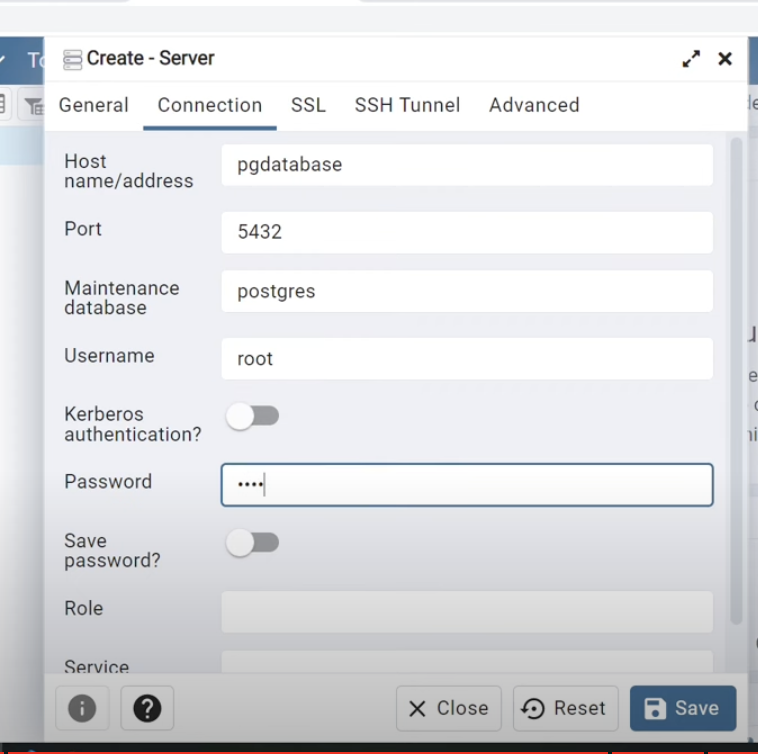 Create - Server
General Connection SSL SSH Tunnel Advanced
Host
name/address
pgdatabase
Port
5432
Maintenance
database
postgres
Username
root
Kerberos
authentication?
Password
••••
Save
password?
Role
Service
Close Reset Save